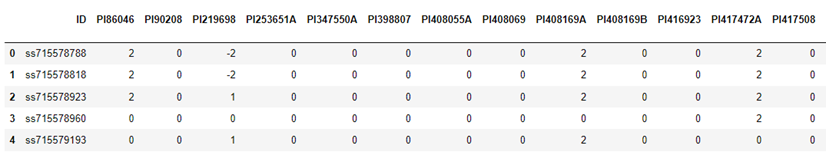 ID PI86046 PI90208 PI219698 PI253651A PI347550A PI398807 PI408055A PI408069 PI408169A PI408169B PI416923 PI417472A PI417508
0 ss715578788 2 0 -2 0 0 0 0 0 2 0 0 2 0
1 ss715578818 2 0 -2 0 0 0 0 0 2 0 0 2 0
2 ss715578923 2 0 1 0 0 0 0 0 2 0 0 2 0
3 ss715578960 0 0 0 0 0 0 0 0 0 0 0 2 0
4 ss715579193 0 0 1 0 0 0 0 0 2 0 0 0 0